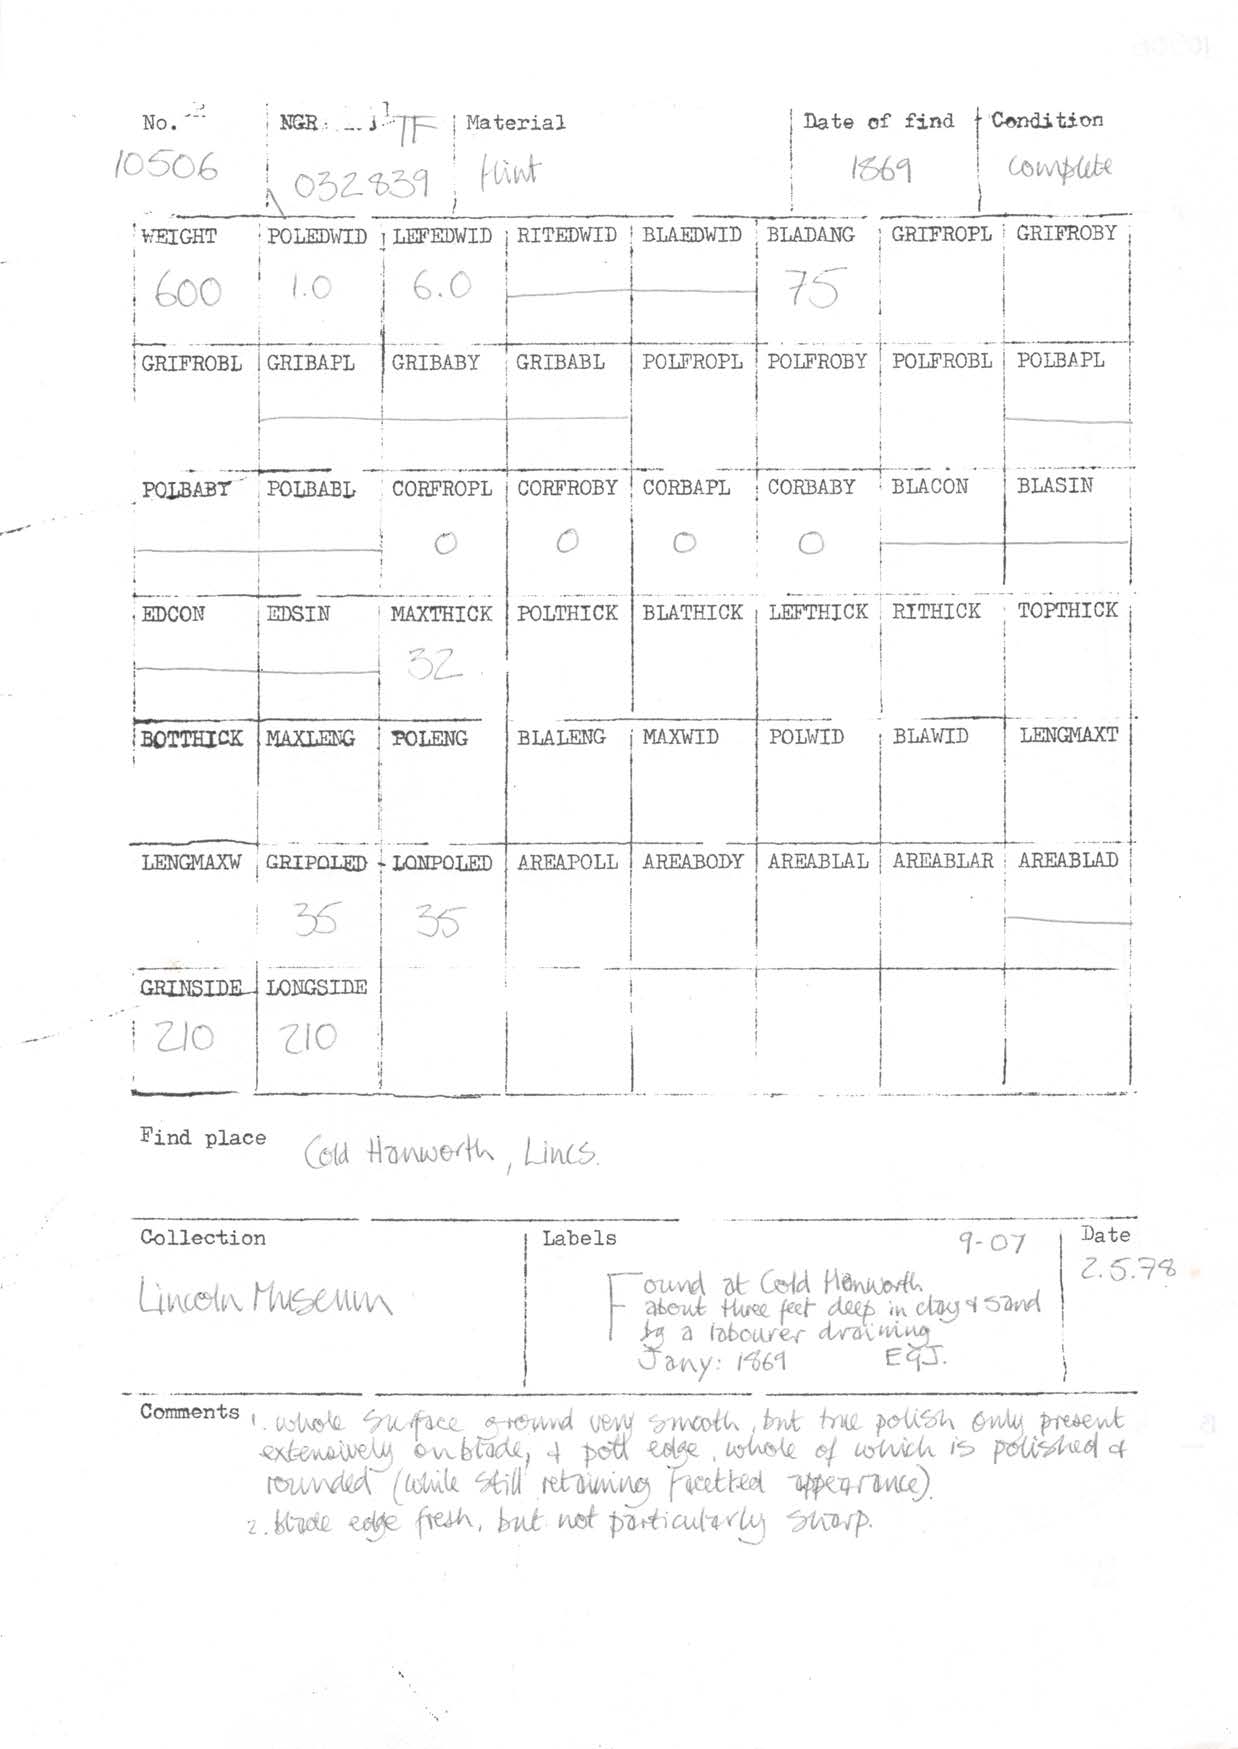 No. NGR TF Material Date of find Condition
10506 032839 flint 1869 complete
WEIGHT POLEDWID LEFEDWID RITEDWID BLAEDWID BLADANG GRIFROPL GRIFROBY
600 1.0 6.0 75
GRIFROBL GRIBAPL GRIBABY GRIBABL POLFROPL POLFROBY POLFROBL POLBAPL
POLBABY POLBABL CORFROPL CORFROBY CORBAPL CORBABY BLACON BLASIN
0 0 0 0
EDCON EDSIN MAXTHICK POLTHICK BLATHICK LEFTHICK RITHICK TOPTHICK
32
BOTTHICK MAXLENG POLENG BLALENG MAXWID POLWID BLAWID LENGMAXT
LENGMAXW GRIPOLED LONPOLED AREAPOLL AREABODY AREABLAL AREABLAR AREABLAD
35 35
GRINSIDE LONGSIDE
210 210
Find place Cold Hanworth, Lincs.
Collection Labels 9-07 Date
Lincoln Museum 2.5.78
Found at Cold Hanworth
about three feet deep in clay & sand
by a labourer draining
Jany: 1869 EGJ.
Comments 1. whole surface ground very smooth, but true polish only present
extensively on blade, & poll edge, whole of which is polished &
rounded (while still retaining facetted appearance).
2. blade edge fresh, but not particularly sharp.